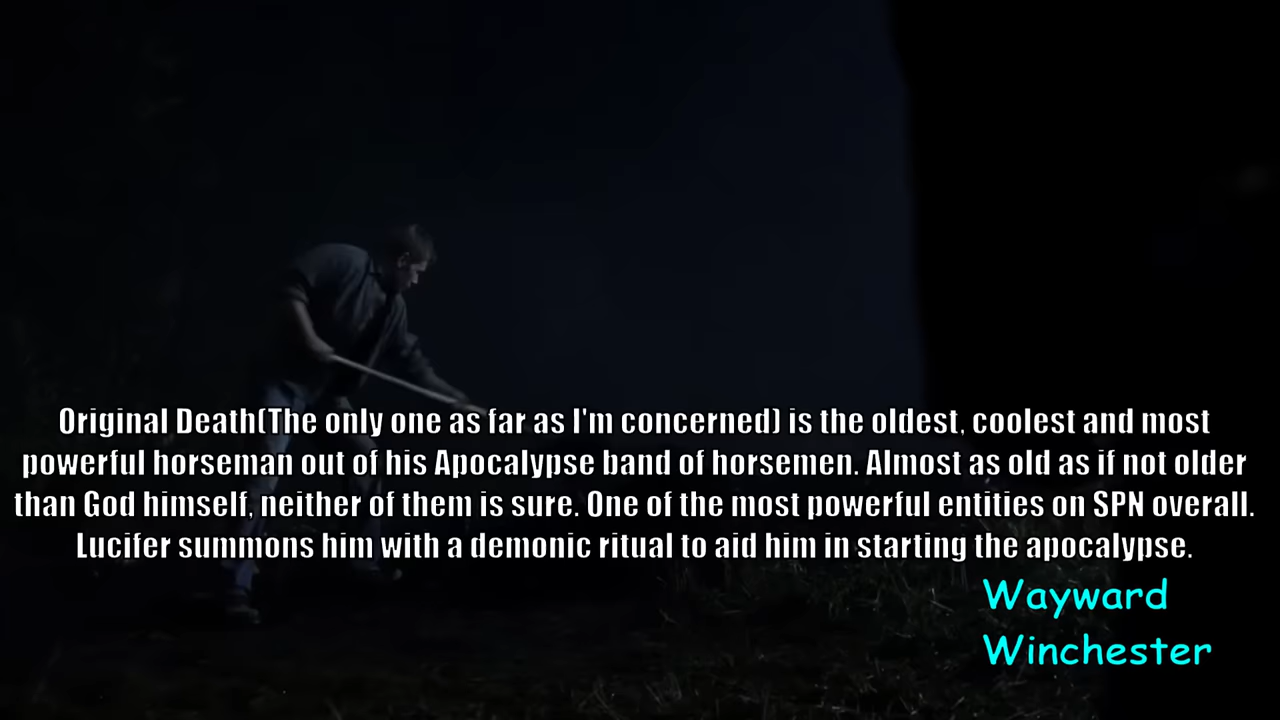 Original Death(The only one as far as I'm concerned) is the oldest, coolest and most
powerful horseman out of his Apocalypse band of horsemen. Almost as old as if not older
than God himself, neither of them is sure. One of the most powerful entities on SPN overall.
Lucifer summons him with a demonic ritual to aid him in starting the apocalypse.
Wayward
Winchester